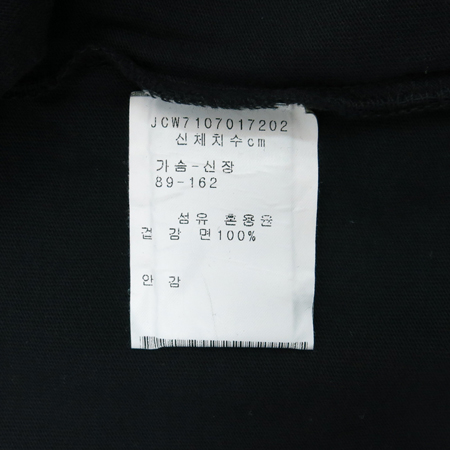 JCW7107017202
신체치수cm
가슴-신장
89-162
섬유 혼용율
겉 감 면100%
안 감